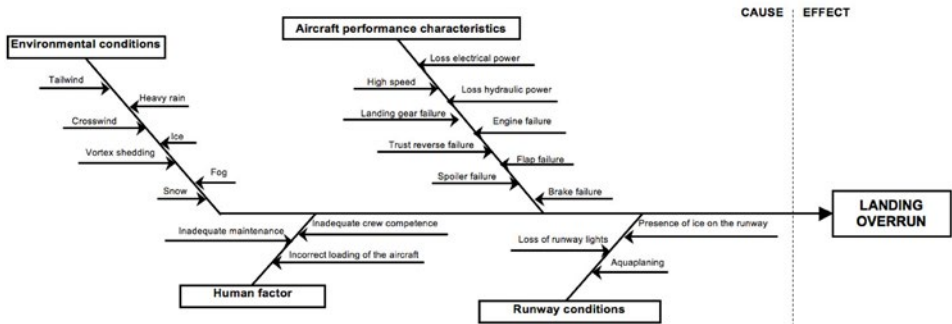 CAUSE
EFFECT
Aircraft performance characteristics
Environmental conditions
Loss electrical power
Tailwind
High speed
Heavy rain
Loss hydraulic power
Landing gear failure
Crosswind
Engine failure
Ice
Trust reverse failure
Vortex shedding
Flap failure
Fog
Spoiler failure
Snow
Brake failure
LANDING
OVERRUN
Inadequate crew competence
Presence of ice on the runway
Inadequate maintenance
Loss of runway lights
Incorrect loading of the aircraft
Aquaplaning
Human factor
Runway conditions